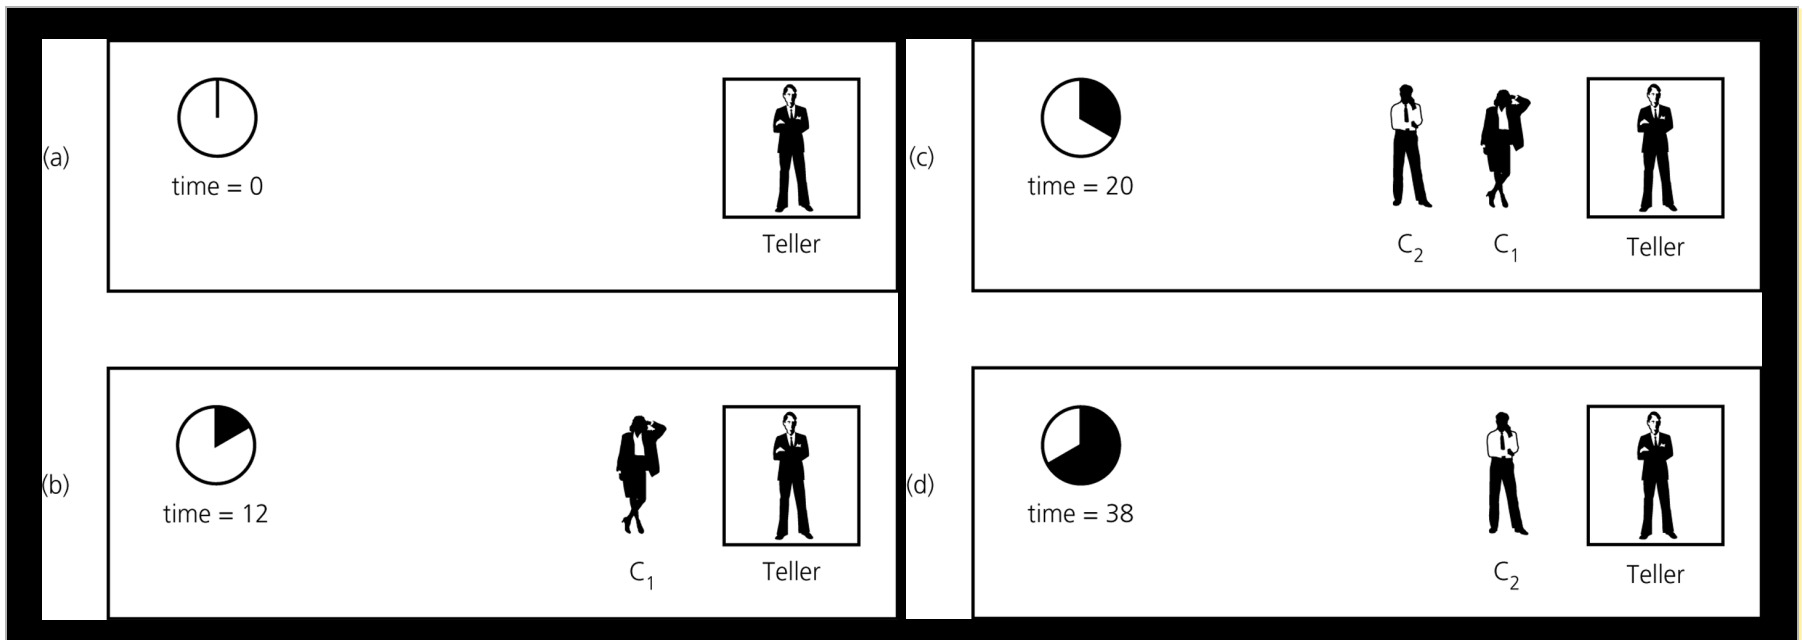 (a)
time = 0
Teller
(b)
time = 12
C1
Teller
(c)
time = 20
C2
C1
Teller
(d)
time = 38
C2
Teller